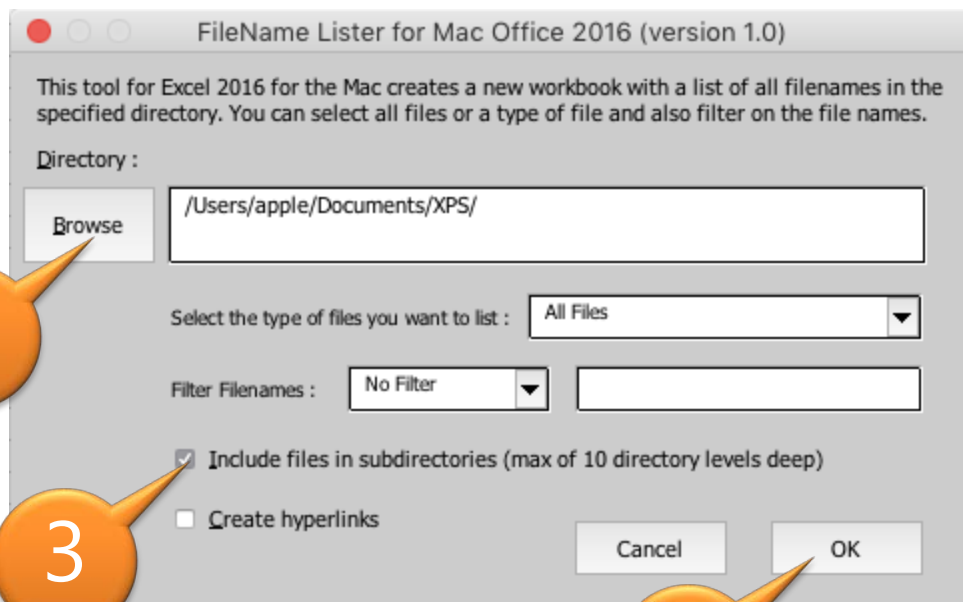 FileName Lister for Mac Office 2016 (version 1.0)
This tool for Excel 2016 for the Mac creates a new workbook with a list of all filenames in the
specified directory. You can select all files or a type of file and also filter on the file names.
Directory :
Browse
/Users/apple/Documents/XPS/
Select the type of files you want to list :
All Files
Filter Filenames :
No Filter
Include files in subdirectories (max of 10 directory levels deep)
3
Create hyperlinks
Cancel
OK